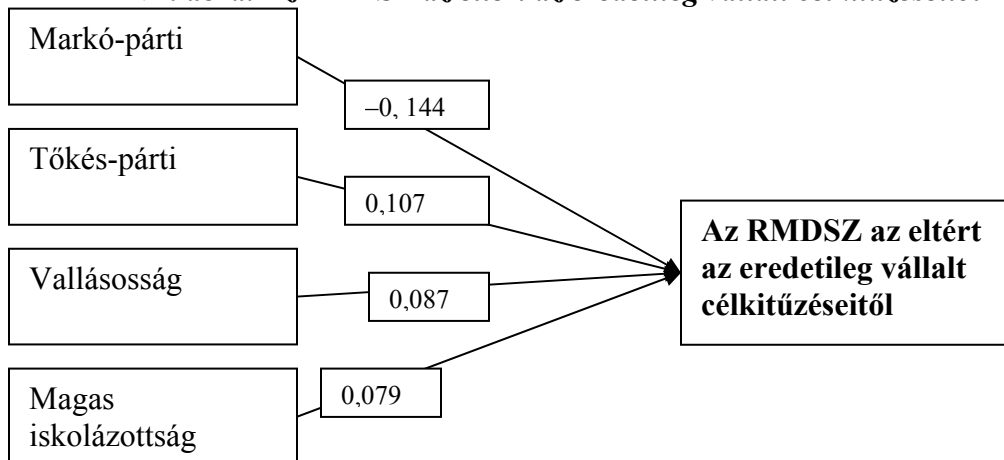 Markó-párti
–0, 144
Tőkés-párti
0,107
Az RMDSZ az eltért
az eredetileg vállalt
célkitűzéseitől
Vallásosság
0,087
0,079
Magas
iskolázottság